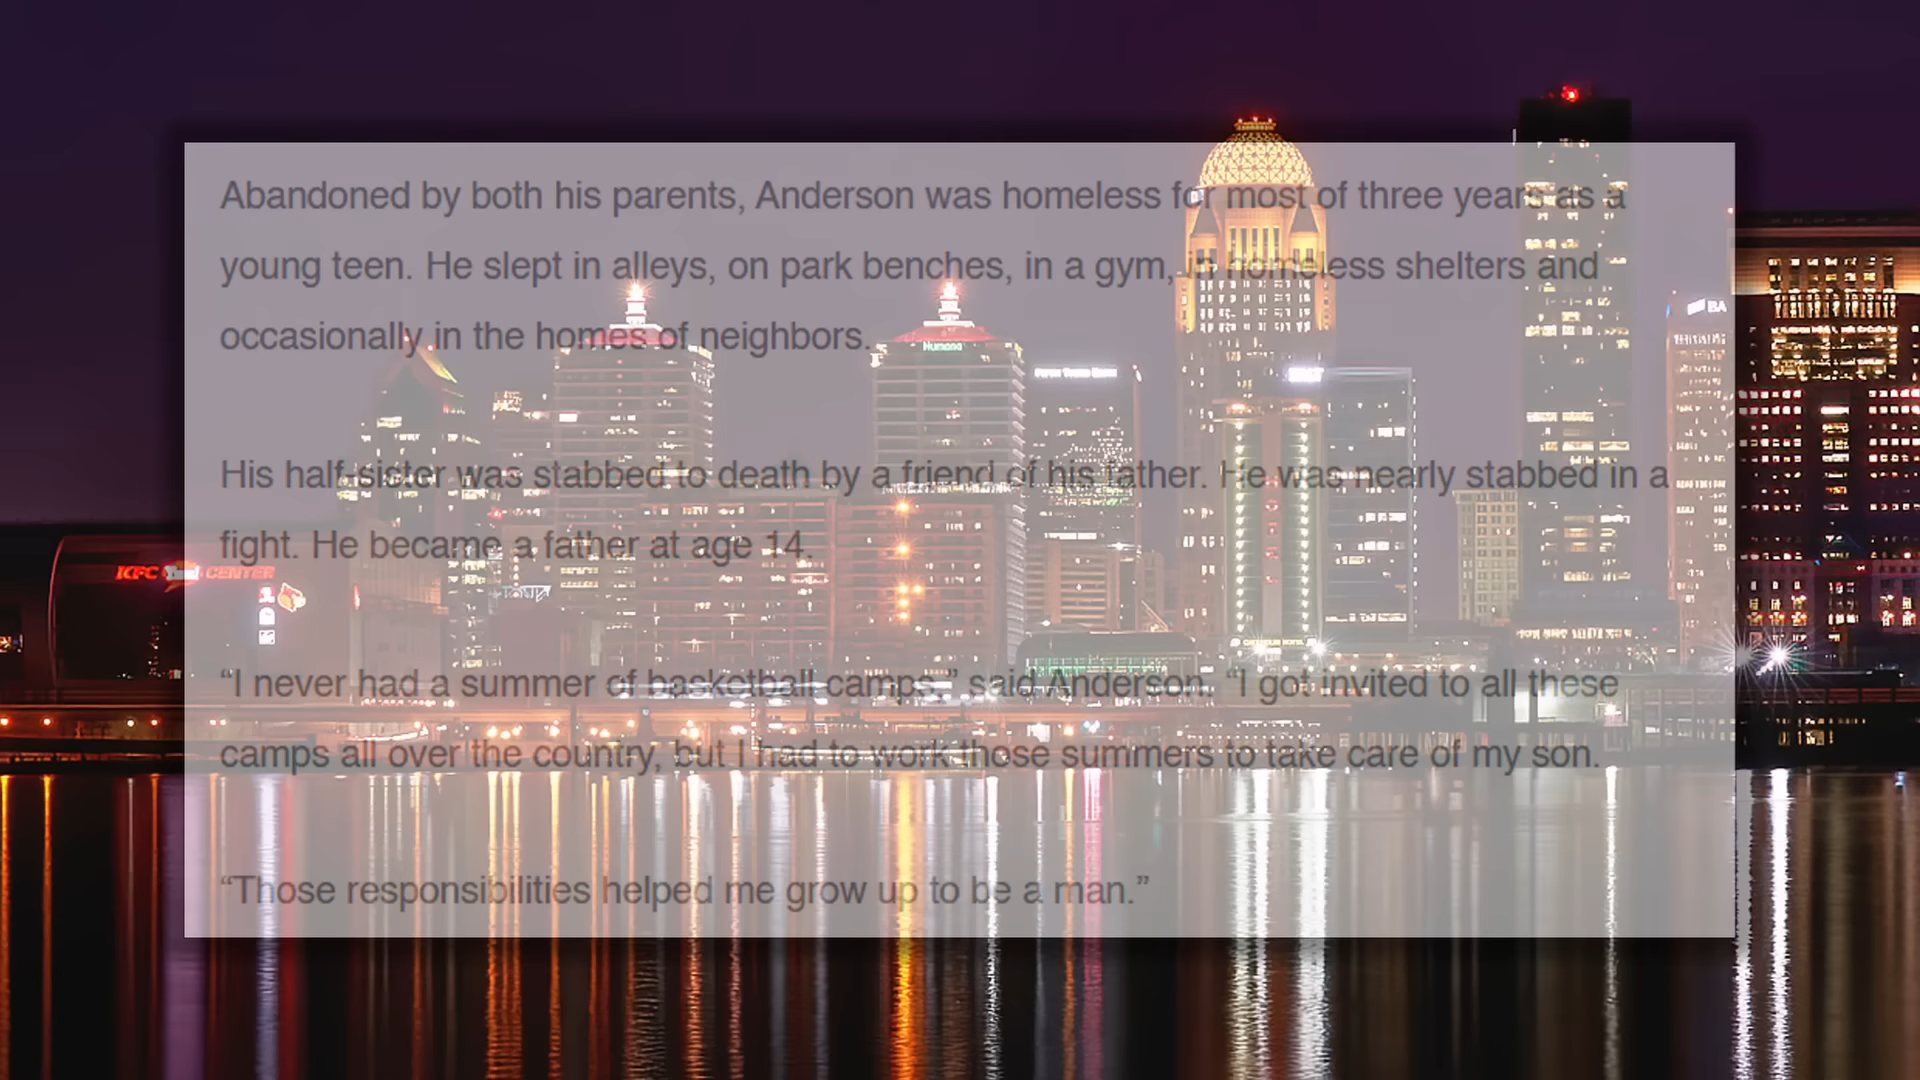 Abandoned by both his parents, Anderson was homeless for most of three years as a
young teen. He slept in alleys, on park benches, in a gym, in homeless shelters and
occasionally in the homes of neighbors.
Humana
BA
His half-sister was stabbed to death by a friend of his father. He was nearly stabbed in a
fight. He became a father at age 14.
KFC Yum! CENTER
“I never had a summer of basketball camps,” said Anderson. “I got invited to all these
camps all over the country, but I had to work those summers to take care of my son.
“Those responsibilities helped me grow up to be a man.”